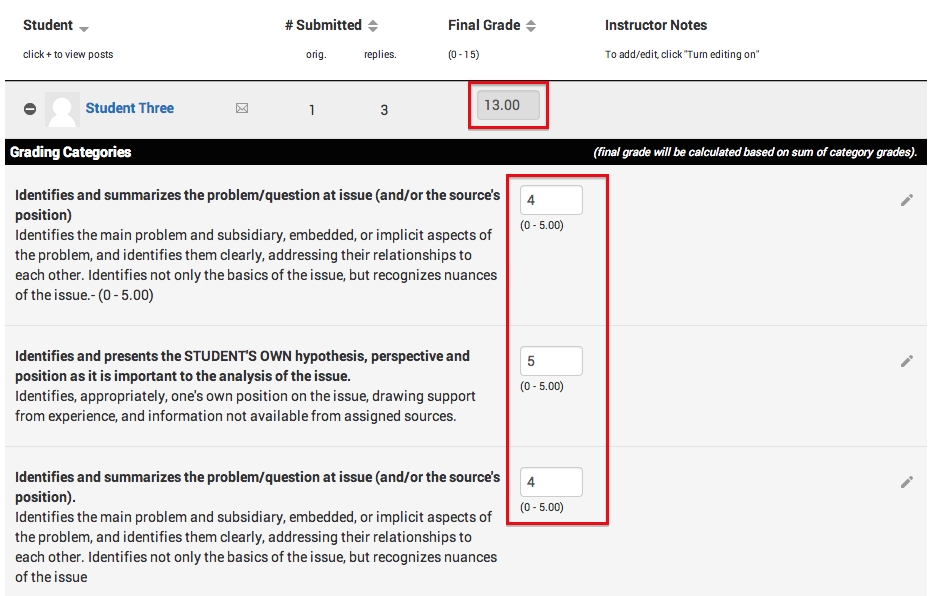 Student # Submitted Final Grade Instructor Notes
click + to view posts orig. replies. (0 - 15) To add/edit, click "Turn editing on"
Student Three 1 3 13.00
Grading Categories (final grade will be calculated based on sum of category grades).
Identifies and summarizes the problem/question at issue (and/or the source's
position)
4
(0 - 5.00)
Identifies the main problem and subsidiary, embedded, or implicit aspects of
the problem, and identifies them clearly, addressing their relationships to
each other. Identifies not only the basics of the issue, but recognizes nuances
of the issue.- (0 - 5.00)
Identifies and presents the STUDENT'S OWN hypothesis, perspective and
position as it is important to the analysis of the issue.
5
(0 - 5.00)
Identifies, appropriately, one's own position on the issue, drawing support
from experience, and information not available from assigned sources.
Identifies and summarizes the problem/question at issue (and/or the source's
position).
4
(0 - 5.00)
Identifies the main problem and subsidiary, embedded, or implicit aspects of
the problem, and identifies them clearly, addressing their relationships to
each other. Identifies not only the basics of the issue, but recognizes nuances
of the issue